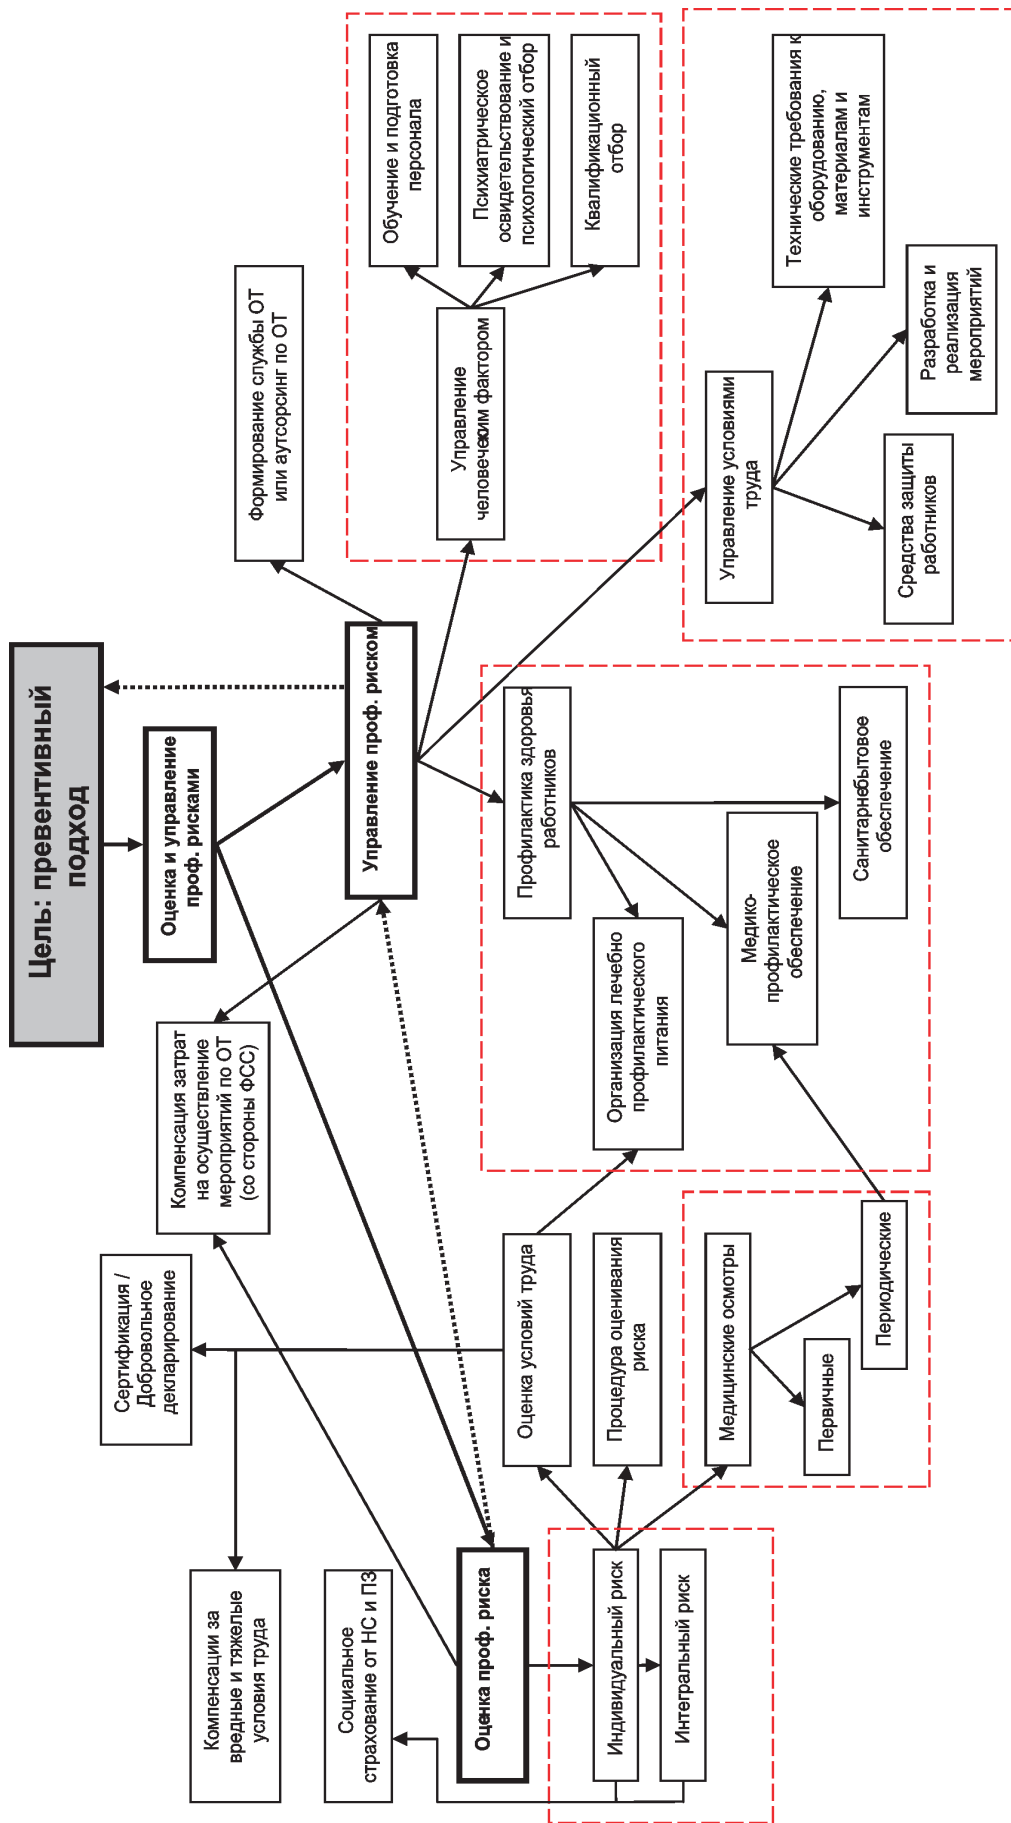 Цель: превентивный
подход
Оценка и управление
проф. рисками
Сертификация /
Добровольное
декларирование
Компенсация затрат
на осуществление
мероприятий по ОТ
(со стороны ФСС)
Компенсации за
вредные и тяжелые
условия труда
Формирование службы ОТ
или аутсорсинг по ОТ
Социальное
страхование от НС и ПЗ
Управление проф. риском
Обучение и подготовка
персонала
Оценка проф. риска
Управление
человеческим фактором
Психиатрическое
освидетельствование и
психологический отбор
Квалификационный
отбор
Оценка условий труда
Профилактика здоровья
работников
Индивидуальный риск
Процедура оценивания
риска
Организация лечебно
профилактического
питания
Интегральный риск
Медицинские осмотры
Медико-
профилактическое
обеспечение
Управление условиями
труда
Технические требования к
оборудованию,
материалам и
инструментам
Первичные
Периодические
Санитарнобытовое
обеспечение
Средства защиты
работников
Разработка и
реализация
мероприятий